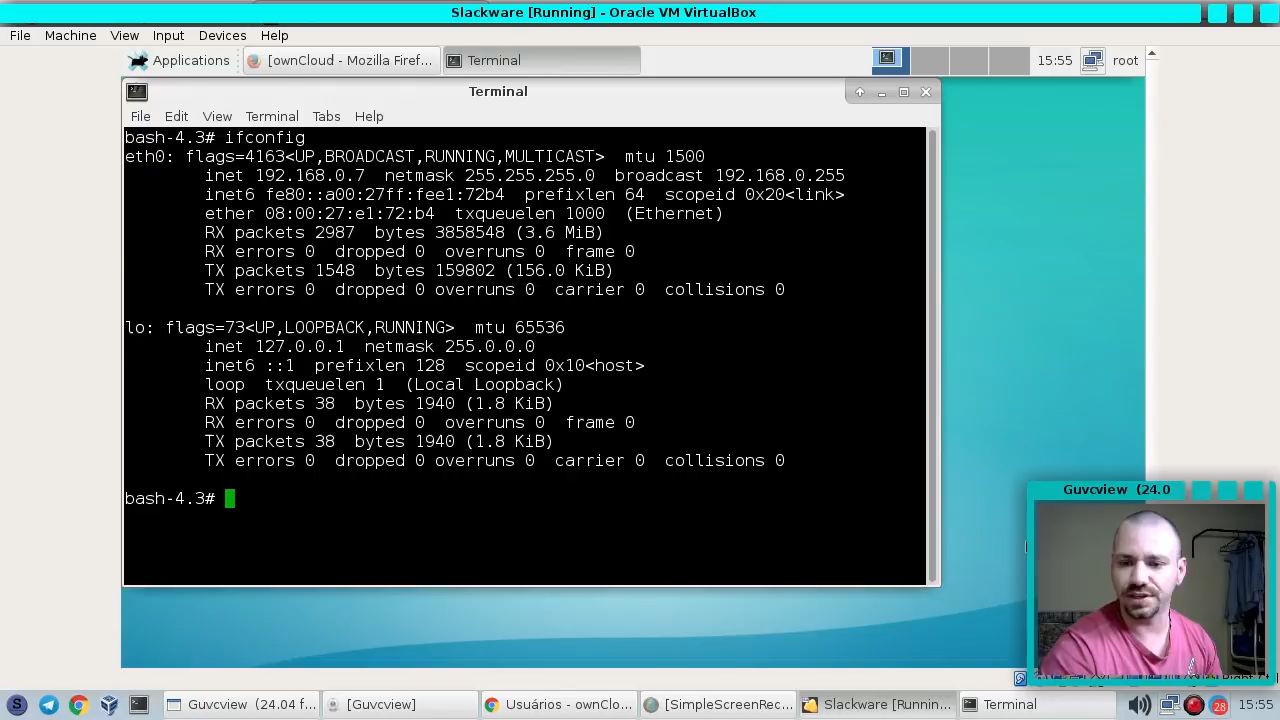 Slackware [Running] - Oracle VM VirtualBox
File Machine View Input Devices Help
Applications [ownCloud - Mozilla Firef... Terminal 15:55 root
Terminal
File Edit View Terminal Tabs Help
bash-4.3# ifconfig
eth0: flags=4163<UP,BROADCAST,RUNNING,MULTICAST> mtu 1500
inet 192.168.0.7 netmask 255.255.255.0 broadcast 192.168.0.255
inet6 fe80::a00:27ff:fee1:72b4 prefixlen 64 scopeid 0x20<link>
ether 08:00:27:e1:72:b4 txqueuelen 1000 (Ethernet)
RX packets 2987 bytes 3858548 (3.6 MiB)
RX errors 0 dropped 0 overruns 0 frame 0
TX packets 1548 bytes 159802 (156.0 KiB)
TX errors 0 dropped 0 overruns 0 carrier 0 collisions 0
lo: flags=73<UP,LOOPBACK,RUNNING> mtu 65536
inet 127.0.0.1 netmask 255.0.0.0
inet6 ::1 prefixlen 128 scopeid 0x10<host>
loop txqueuelen 1 (Local Loopback)
RX packets 38 bytes 1940 (1.8 KiB)
RX errors 0 dropped 0 overruns 0 frame 0
TX packets 38 bytes 1940 (1.8 KiB)
TX errors 0 dropped 0 overruns 0 carrier 0 collisions 0
bash-4.3#
Guvcview (24.0
Guvcview (24.04 f... [Guvcview] Usuários - ownClo... [SimpleScreenRec... Slackware [Runnin... Terminal 28 15:55